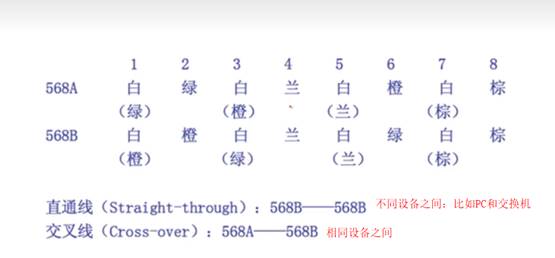 1 2 3 4 5 6 7 8
568A 白 绿 白 兰 白 橙 白 棕
（绿） （橙） （兰） （棕）
568B 白 橙 白 兰 白 绿 白 棕
（橙） （绿） （兰） （棕）
直通线（Straight-through）：568B——568B 不同设备之间：比如PC和交换机
交叉线（Cross-over）：568A——568B 相同设备之间